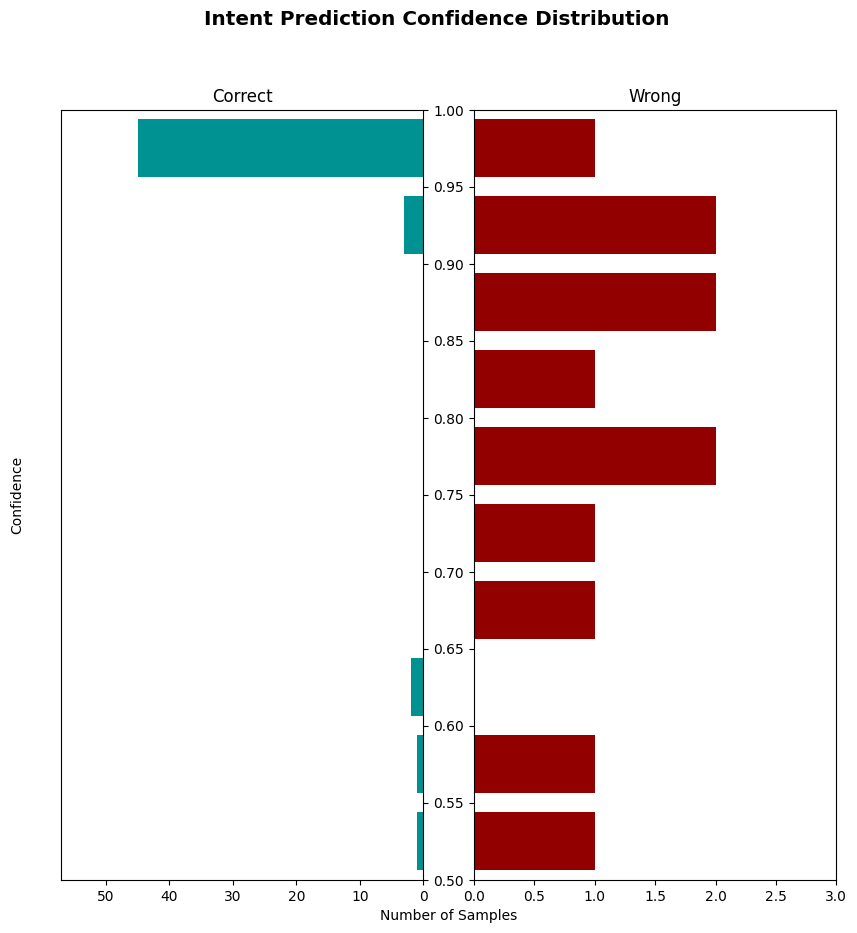 Intent Prediction Confidence Distribution
Correct
Wrong
1.00
0.95
0.90
0.85
0.80
0.75
0.70
0.65
0.60
0.55
0.50
Confidence
50 40 30 20 10 0
0.0 0.5 1.0 1.5 2.0 2.5 3.0
Number of Samples